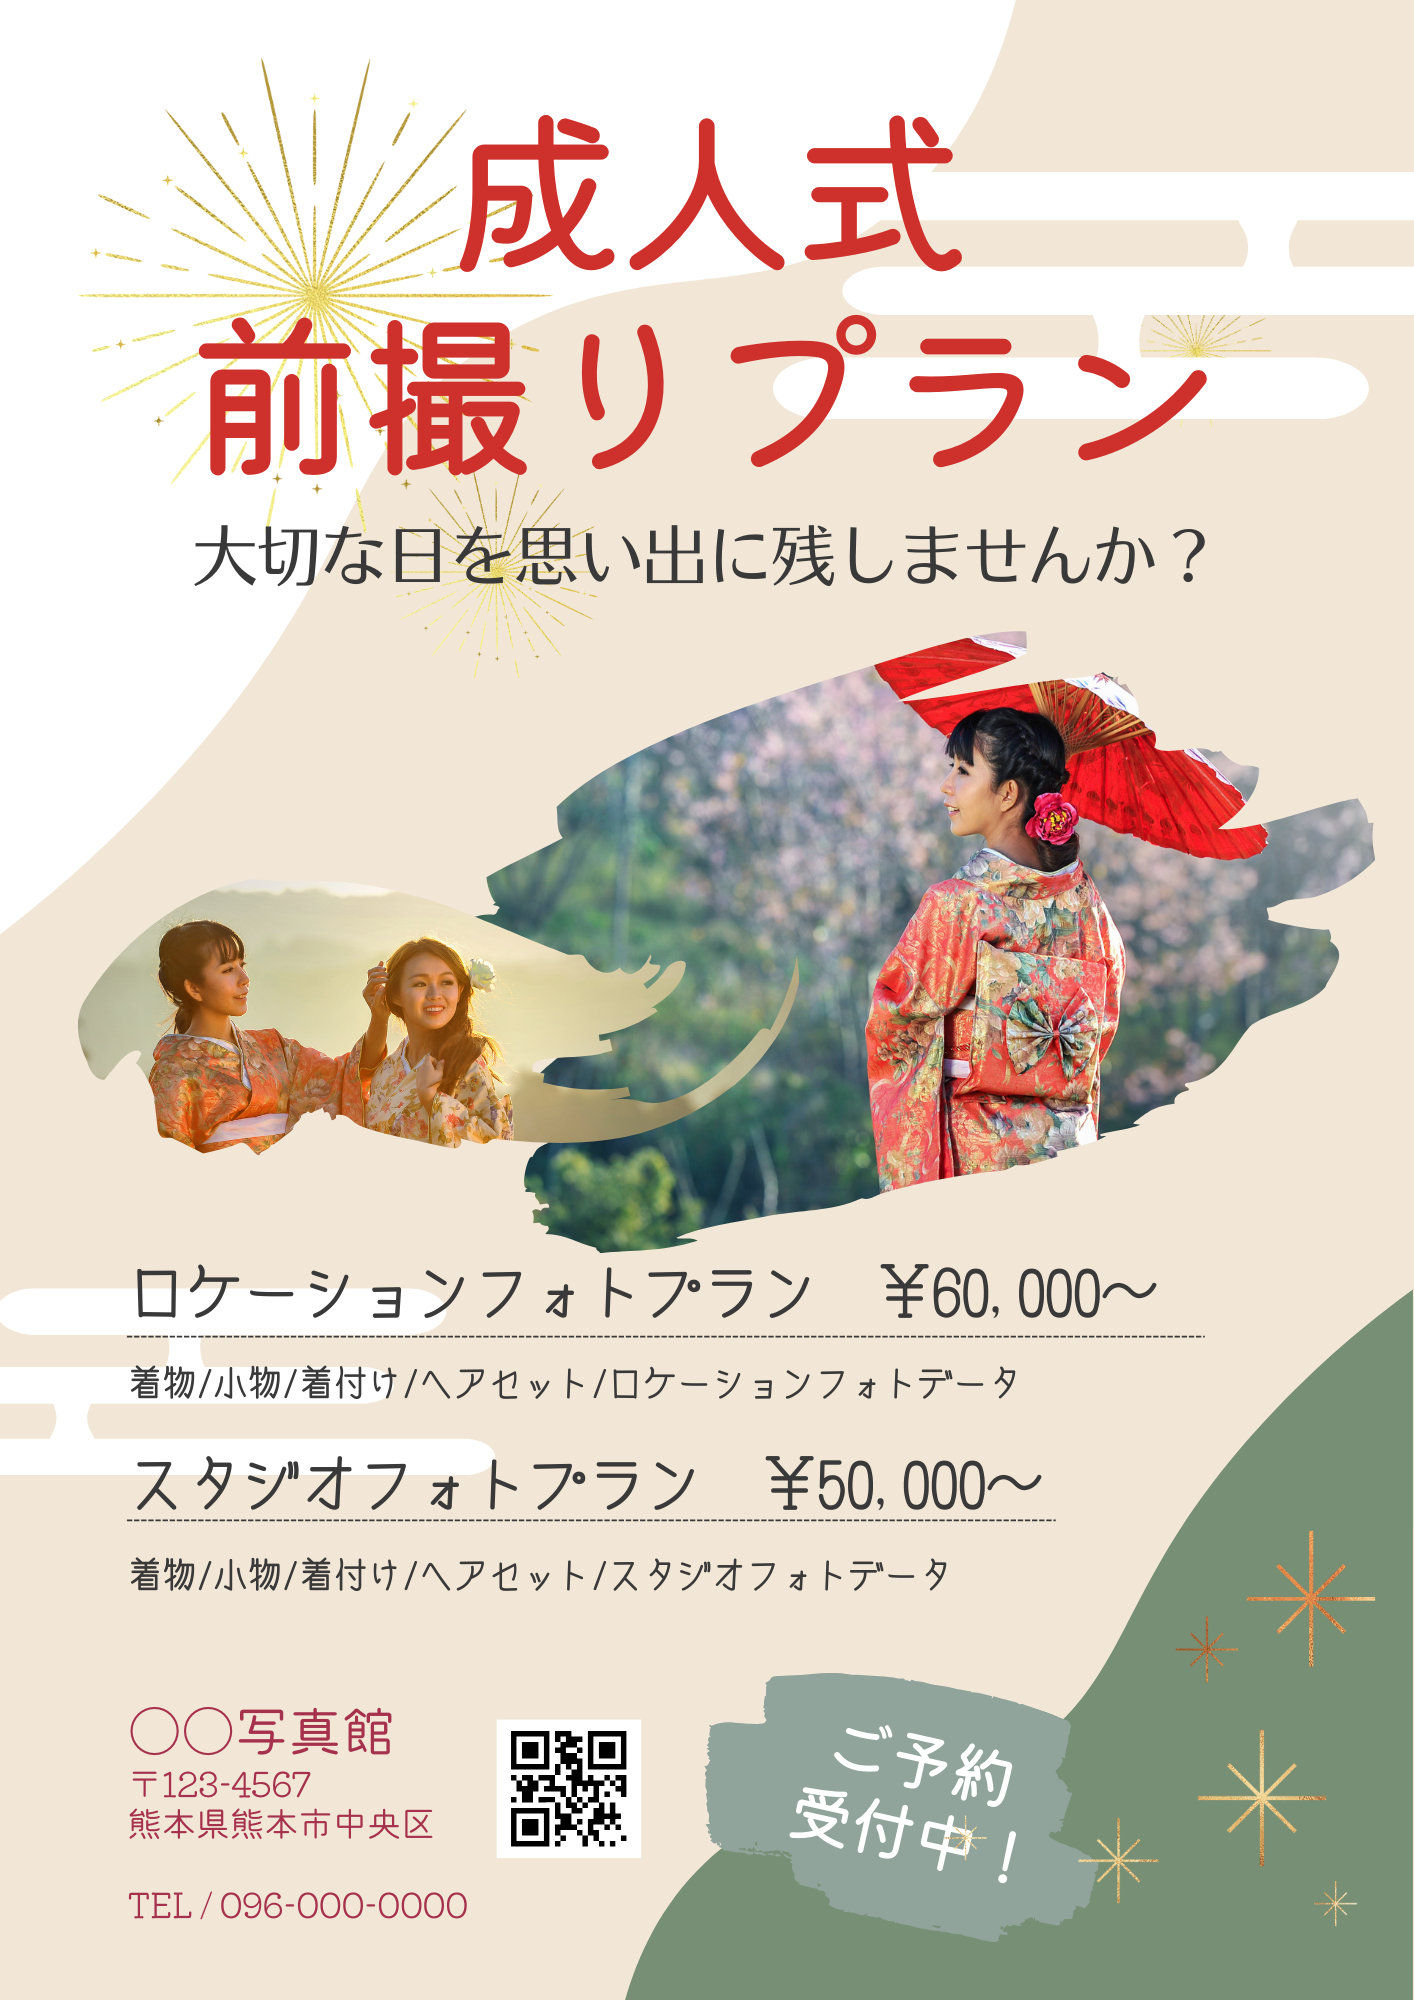 成人式
前撮りプラン
大切な日を思い出に残しませんか？
ロケーションフォトプラン　￥60,000〜
着物/小物/着付け/ヘアセット/ロケーションフォトデータ
スタジオフォトプラン　￥50,000〜
着物/小物/着付け/ヘアセット/スタジオフォトデータ
〇〇写真館
〒123-4567
熊本県熊本市中央区
TEL / 096-000-0000
ご予約
受付中！